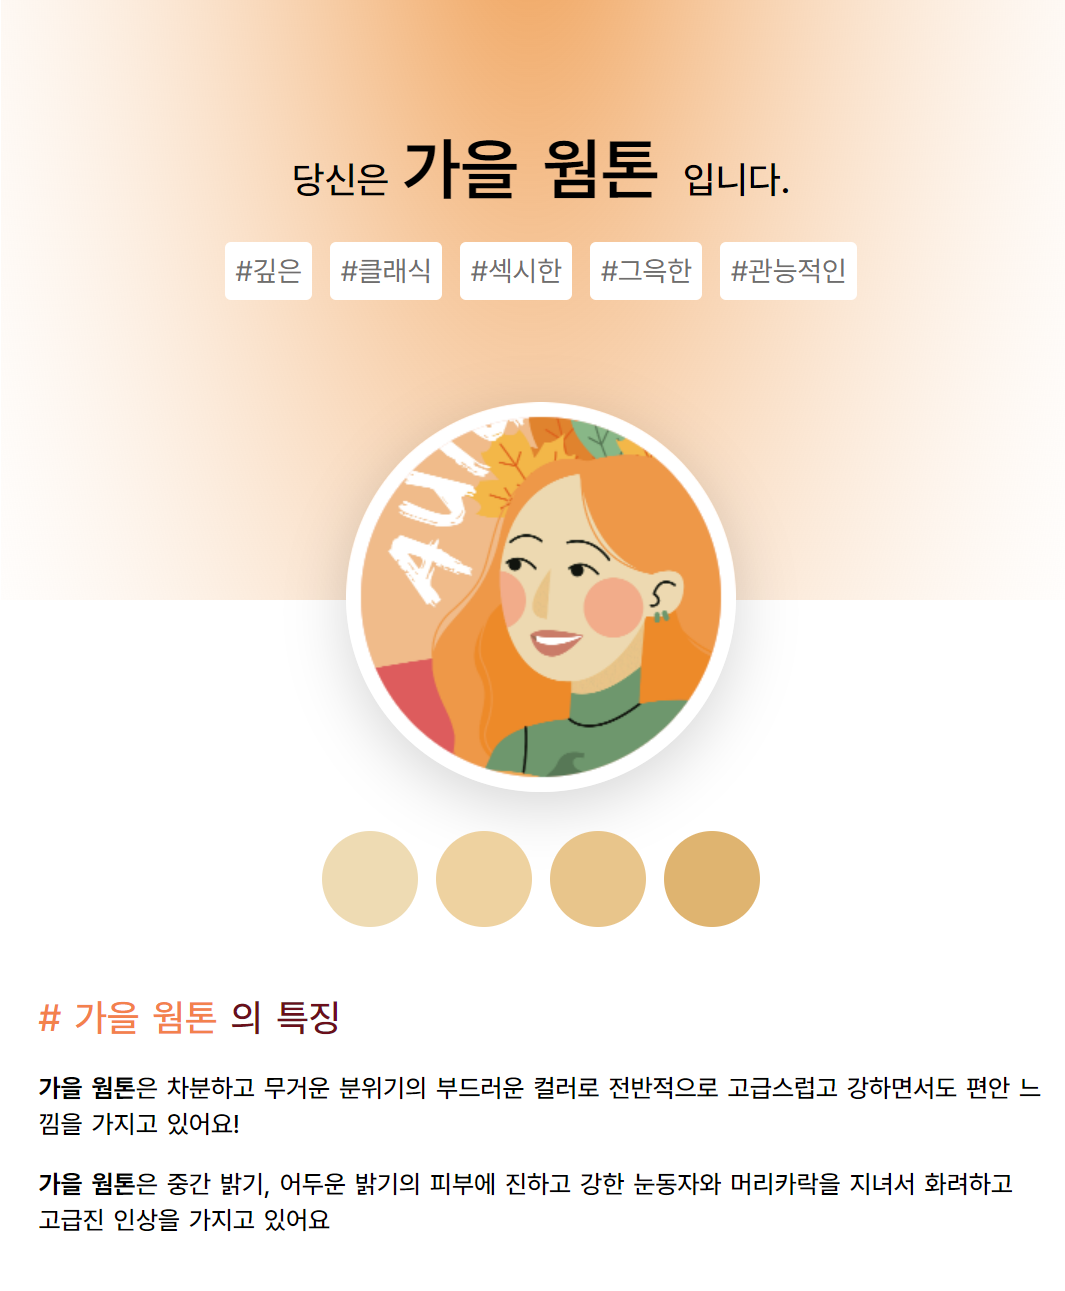 당신은 가을 웜톤 입니다.
#깊은 #클래식 #섹시한 #그윽한 #관능적인
# 가을 웜톤 의 특징
가을 웜톤은 차분하고 무거운 분위기의 부드러운 컬러로 전반적으로 고급스럽고 강하면서도 편안 느
낌을 가지고 있어요!
가을 웜톤은 중간 밝기, 어두운 밝기의 피부에 진하고 강한 눈동자와 머리카락을 지녀서 화려하고
고급진 인상을 가지고 있어요